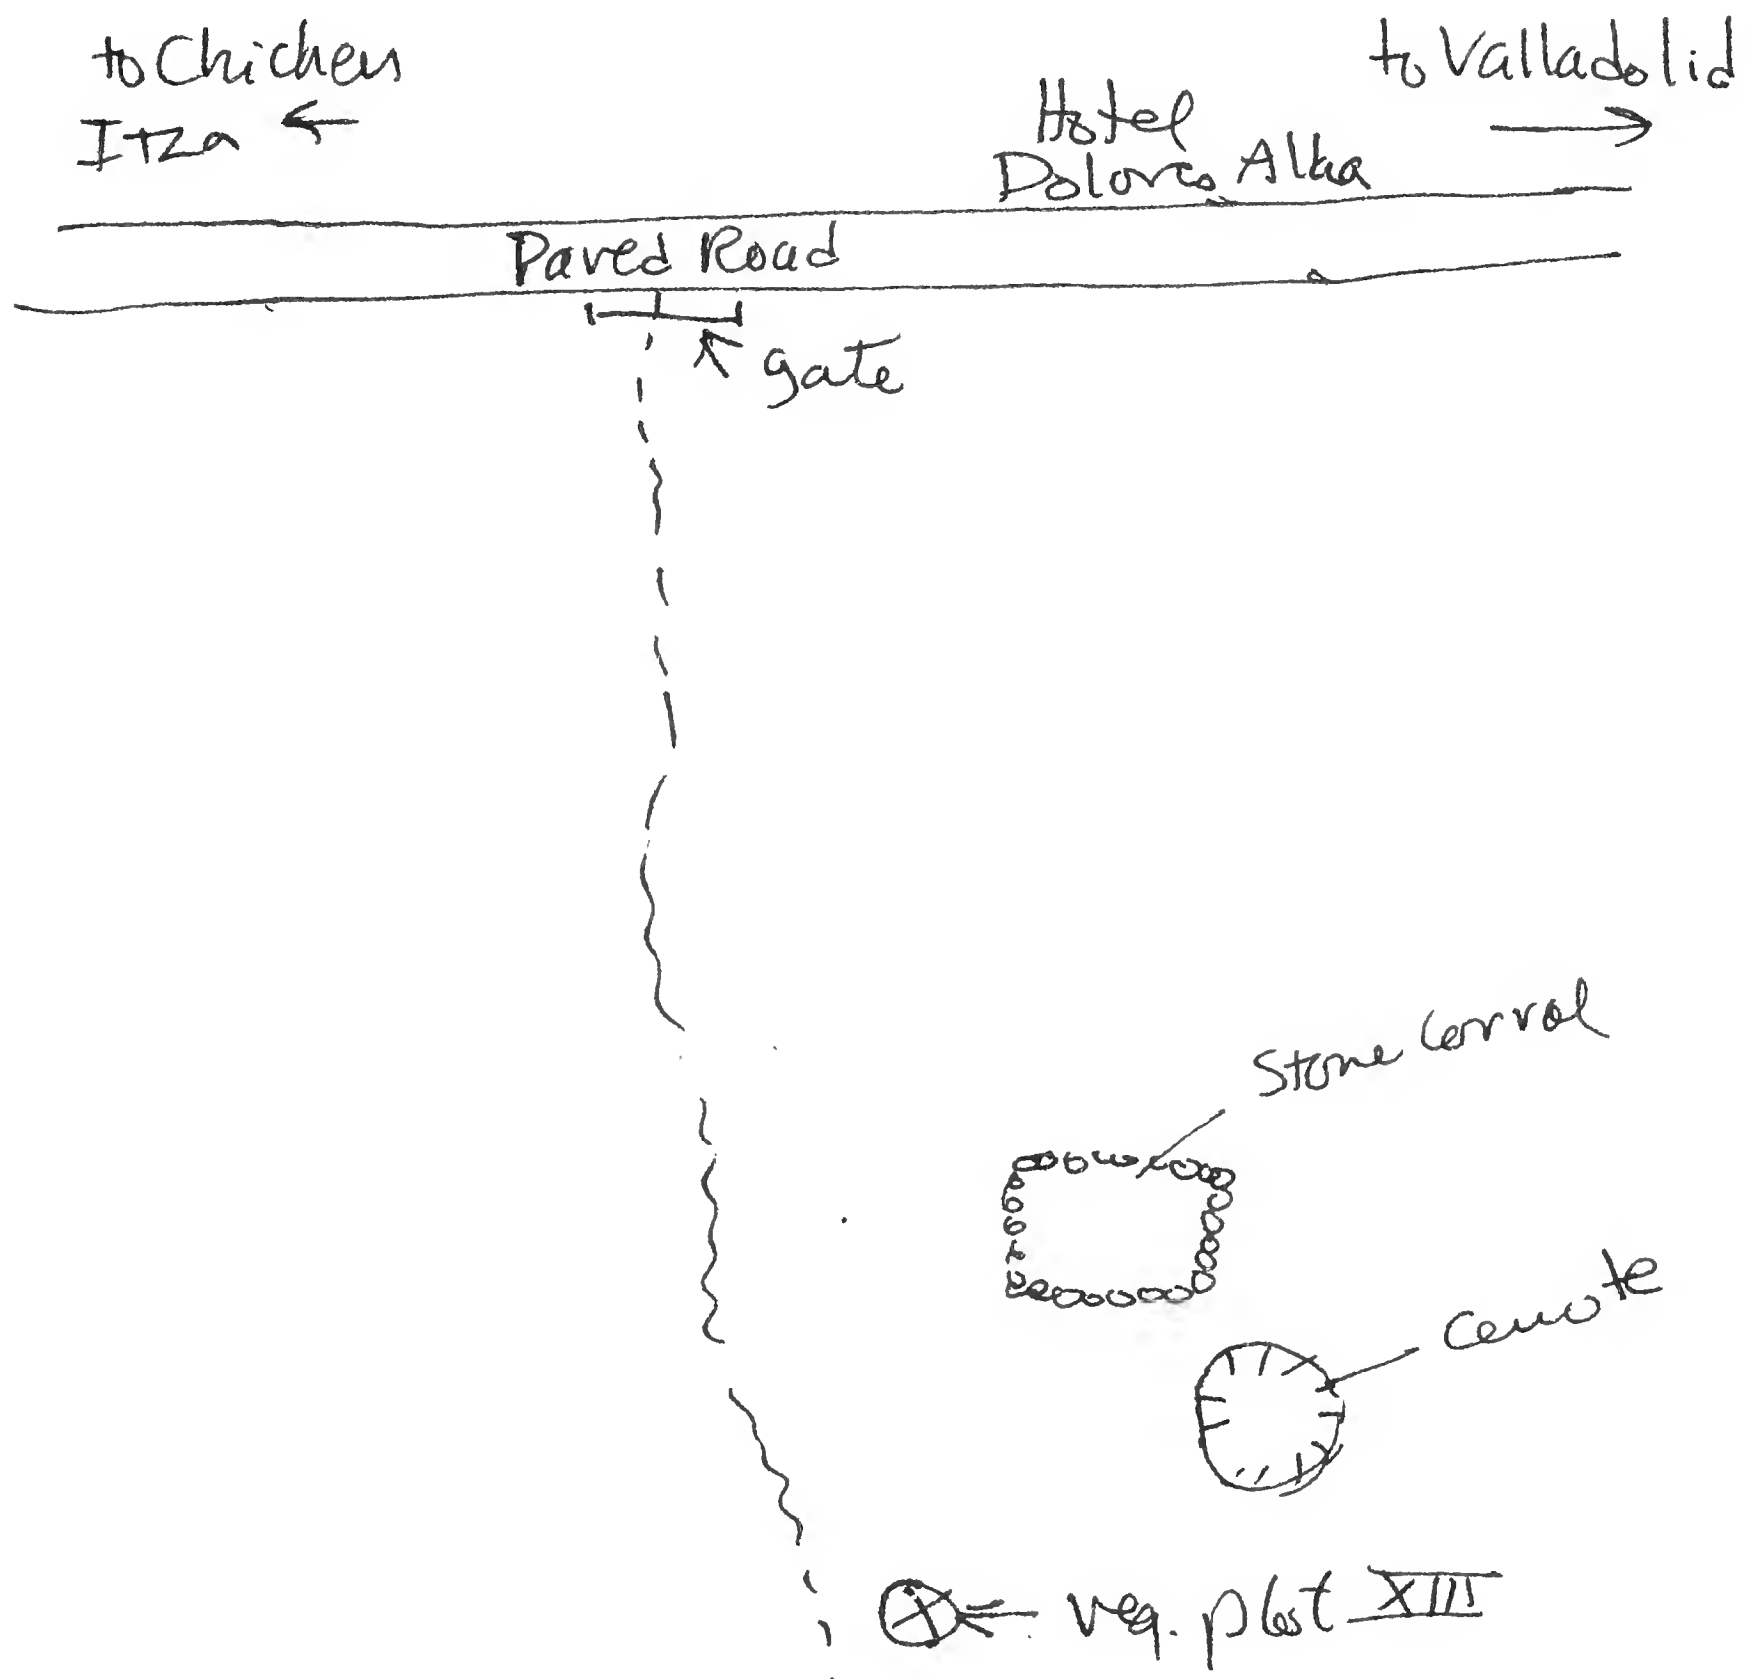 to Chichen
Itza
to Valladolid
Hotel
Dolores Alba
Paved Road
gate
Stone Corral
Cenote
veg. plot XIII